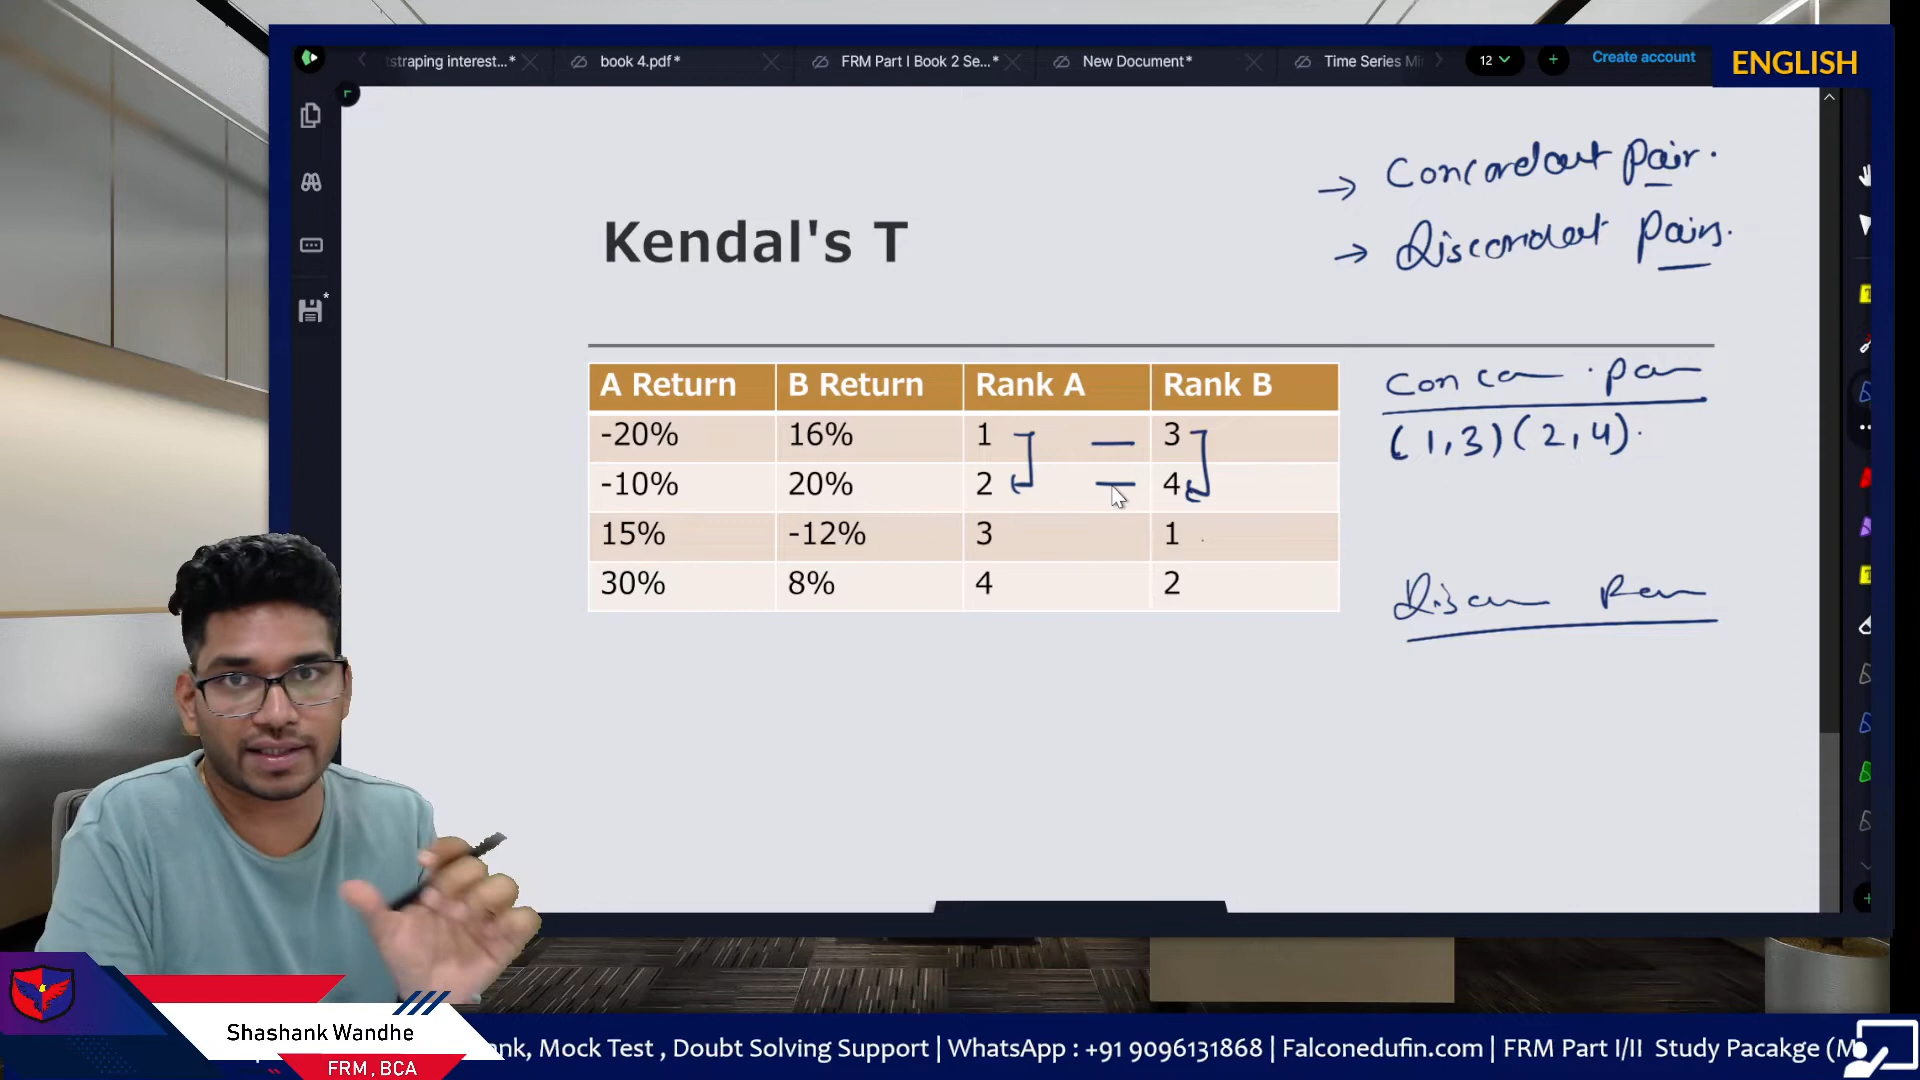 straping interest...*
book 4.pdf*
FRM Part I Book 2 Se...*
New Document*
Time Series Mi
12
+
Create account
ENGLISH
→ Concordant Pair.
→ Discordant Pairs.
Kendal's T
A Return B Return Rank A Rank B
-20% 16% 1 3
-10% 20% 2 4
15% -12% 3 1
30% 8% 4 2
(1,3)(2,4).
Shashank Wandhe
FRM, BCA
nk, Mock Test , Doubt Solving Support | WhatsApp : +91 9096131868 | Falconedufin.com | FRM Part I/II Study Pacakge (M